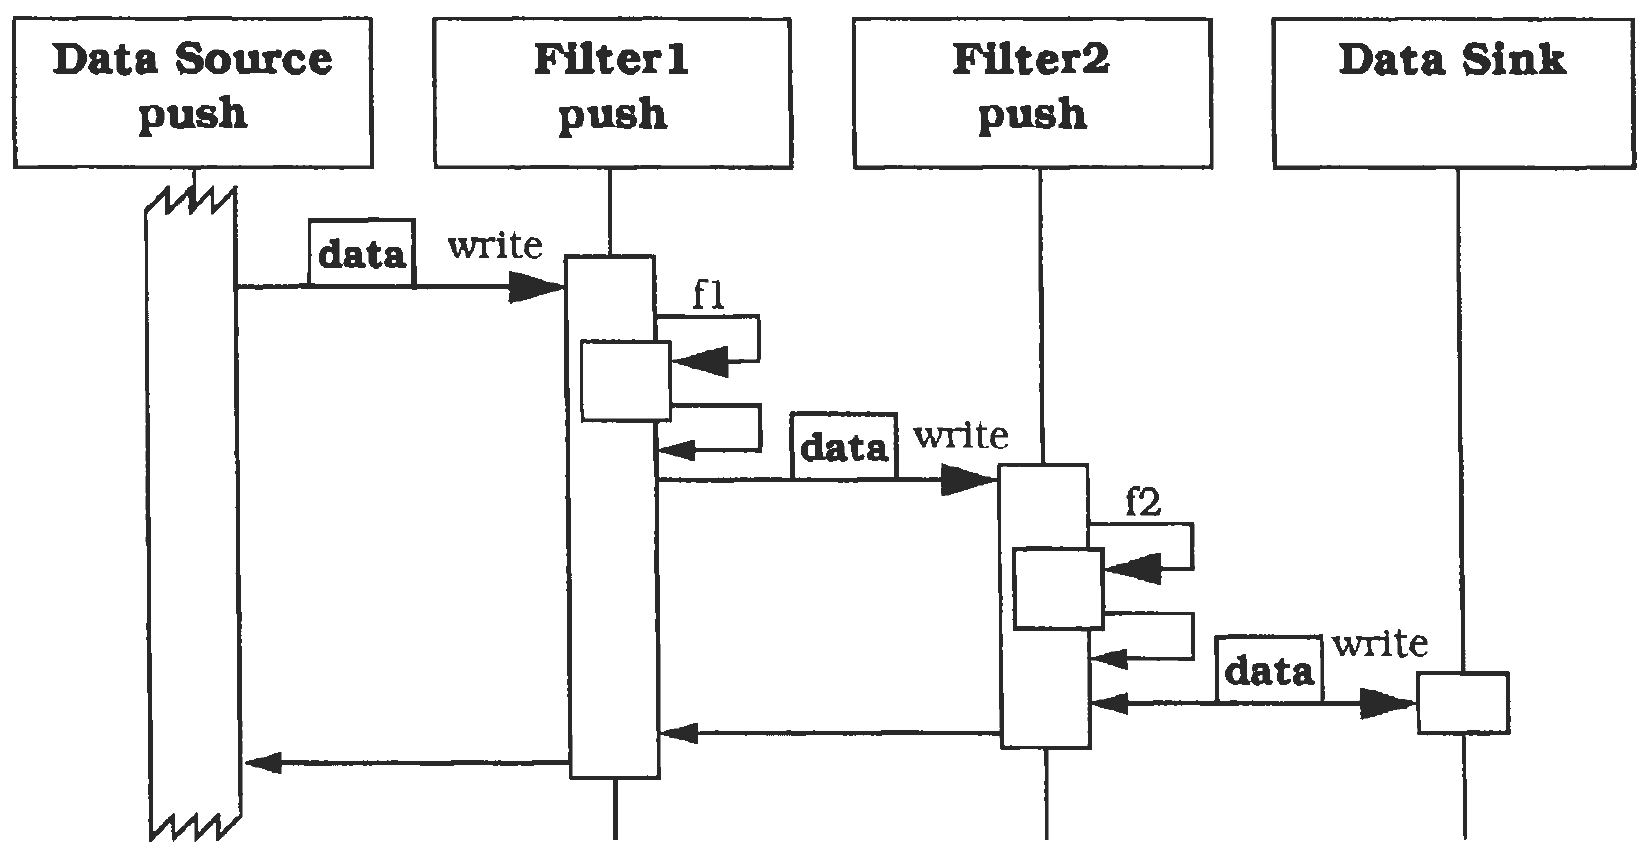 Data Source
push
Filter1
push
Filter2
push
Data Sink
data
write
f1
data
write
f2
data
write